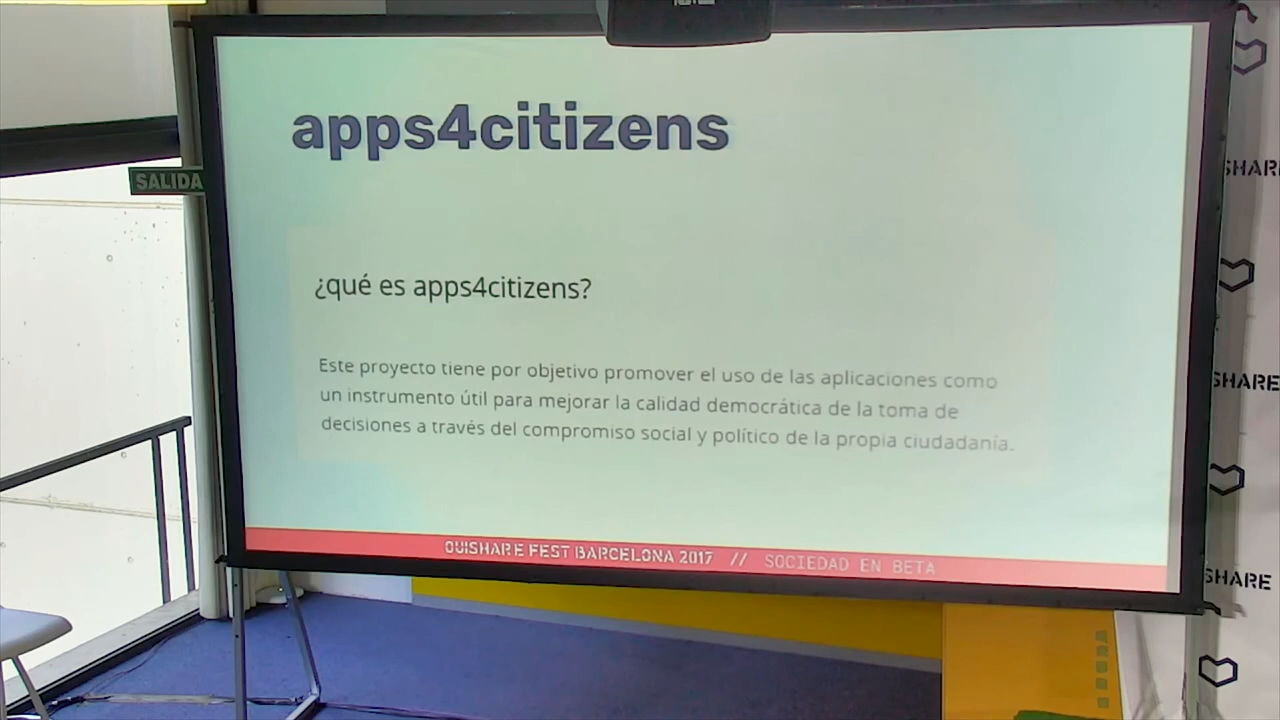 apps4citizens
SALIDA
¿qué es apps4citizens?
Este proyecto tiene por objetivo promover el uso de las aplicaciones como
un instrumento útil para mejorar la calidad democrática de la toma de
decisiones a través del compromiso social y político de la propia ciudadanía.
OUISHARE FEST BARCELONA 2017 // SOCIEDAD EN BETA
SHARE
SHARE
SHARE